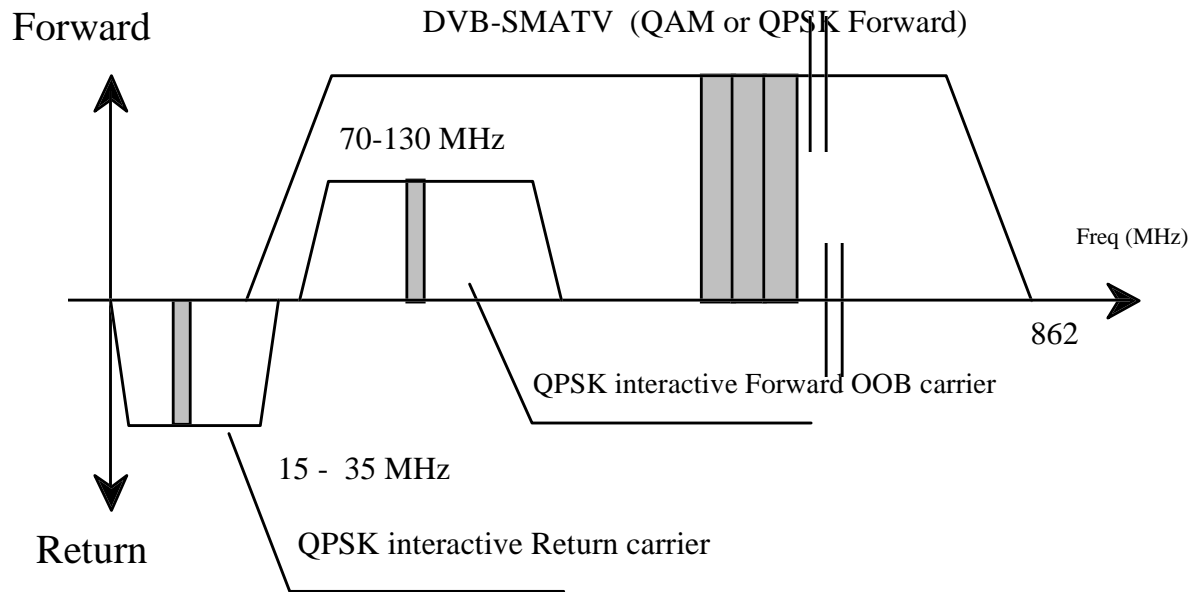 DVB-SMATV (QAM or QPSK Forward)
Forward
70-130 MHz
Freq (MHz)
862
QPSK interactive Forward OOB carrier
15 - 35 MHz
QPSK interactive Return carrier
Return